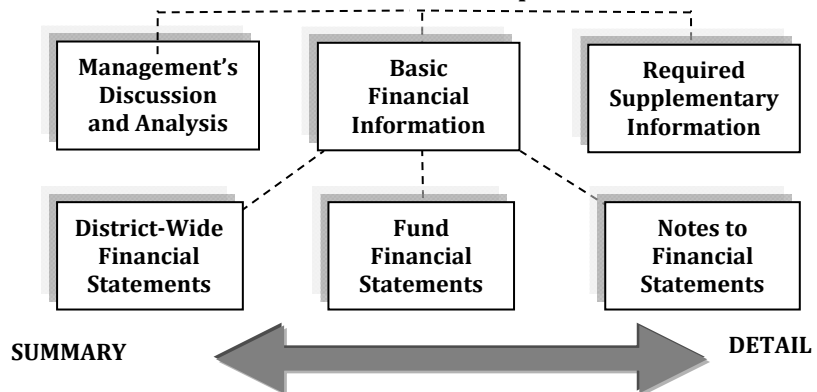 Management's
Discussion
and Analysis
Basic
Financial
Information
Required
Supplementary
Information
District-Wide
Financial
Statements
Fund
Financial
Statements
Notes to
Financial
Statements
SUMMARY
DETAIL